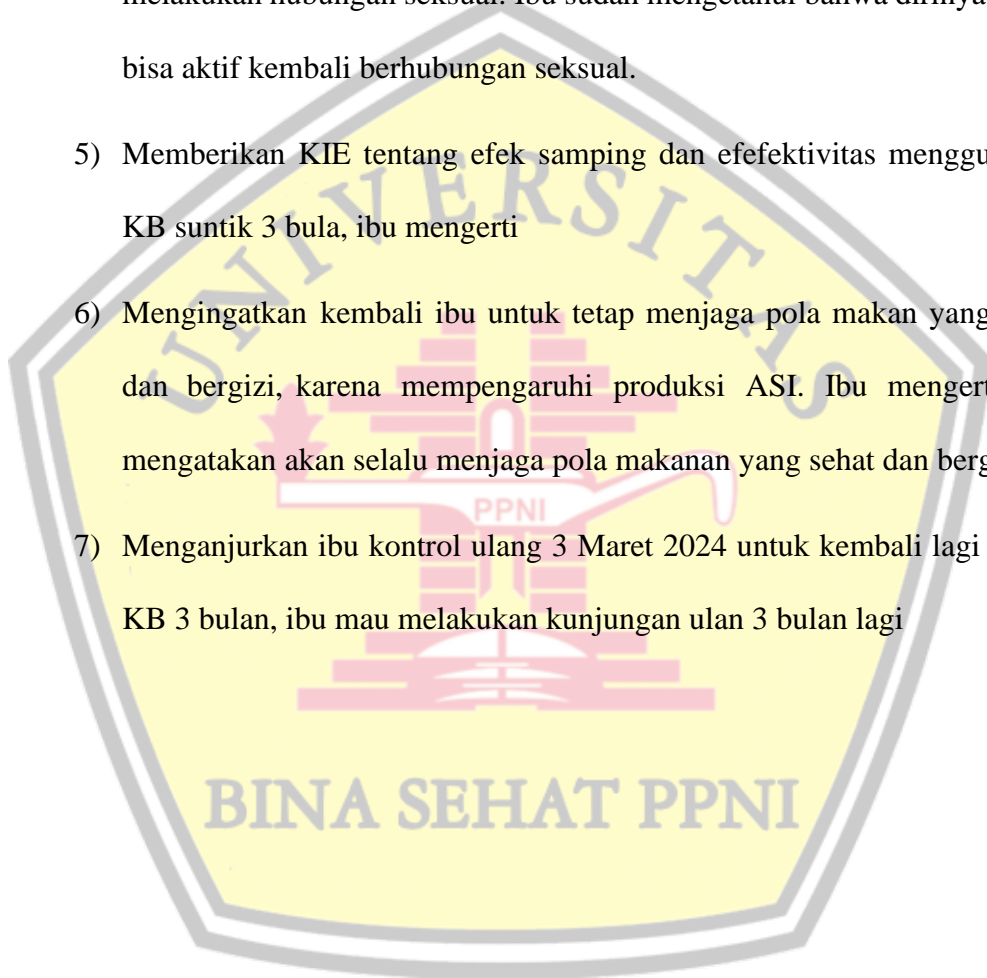 melakukan hubungan seksual. Ibu sudah mengetahui bahwa dirinya
bisa aktif kembali berhubungan seksual.
5) Memberikan KIE tentang efek samping dan efefektivitas menggu
KB suntik 3 bula, ibu mengerti
6) Mengingatkan kembali ibu untuk tetap menjaga pola makan yang
dan bergizi, karena mempengaruhi produksi ASI. Ibu mengert
mengatakan akan selalu menjaga pola makanan yang sehat dan berg
7) Menganjurkan ibu kontrol ulang 3 Maret 2024 untuk kembali lagi
KB 3 bulan, ibu mau melakukan kunjungan ulan 3 bulan lagi
UNIVERSITAS
PPNI
BINA SEHAT PPNI